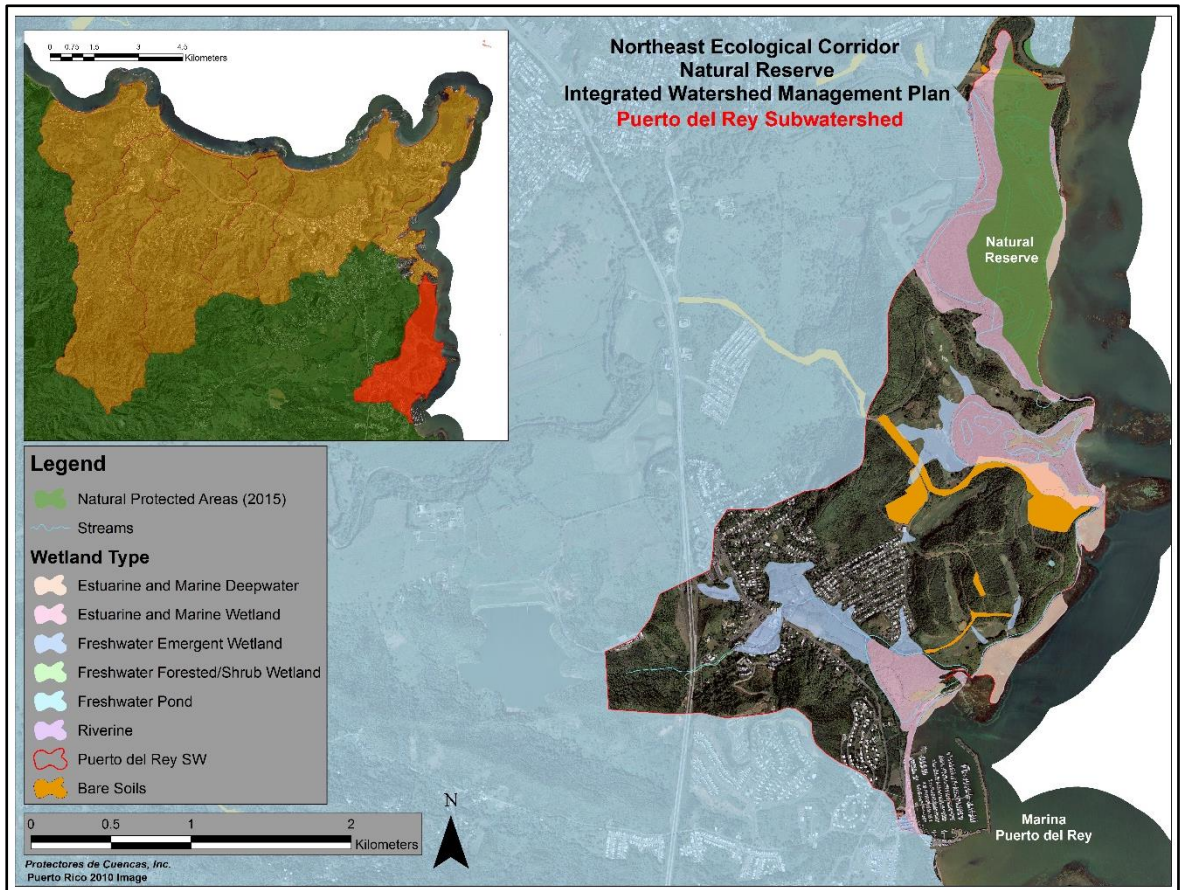 0 0.75 1.5 3 4.5
Kilometers
Northeast Ecological Corridor
Natural Reserve
Integrated Watershed Management Plan
Puerto del Rey Subwatershed
Natural
Reserve
Legend
Natural Protected Areas (2015)
Streams
Wetland Type
Estuarine and Marine Deepwater
Estuarine and Marine Wetland
Freshwater Emergent Wetland
Freshwater Forested/Shrub Wetland
Freshwater Pond
Riverine
Puerto del Rey SW
Bare Soils
0 0.5 1 2
Kilometers
N
Marina
Puerto del Rey
Protectores de Cuencas, Inc.
Puerto Rico 2010 Image